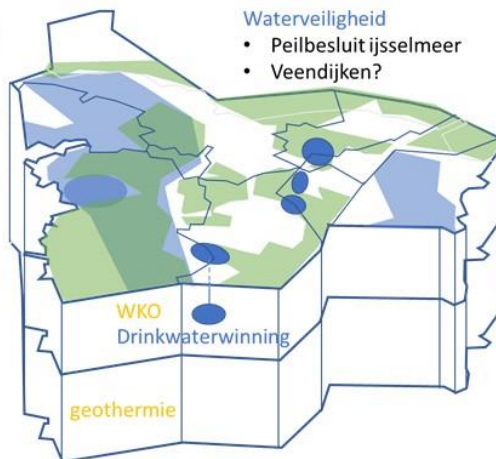 Waterveiligheid
• Peilbesluit ijsselmeer
• Veendijken?
WKO
Drinkwaterwinning
geothermie